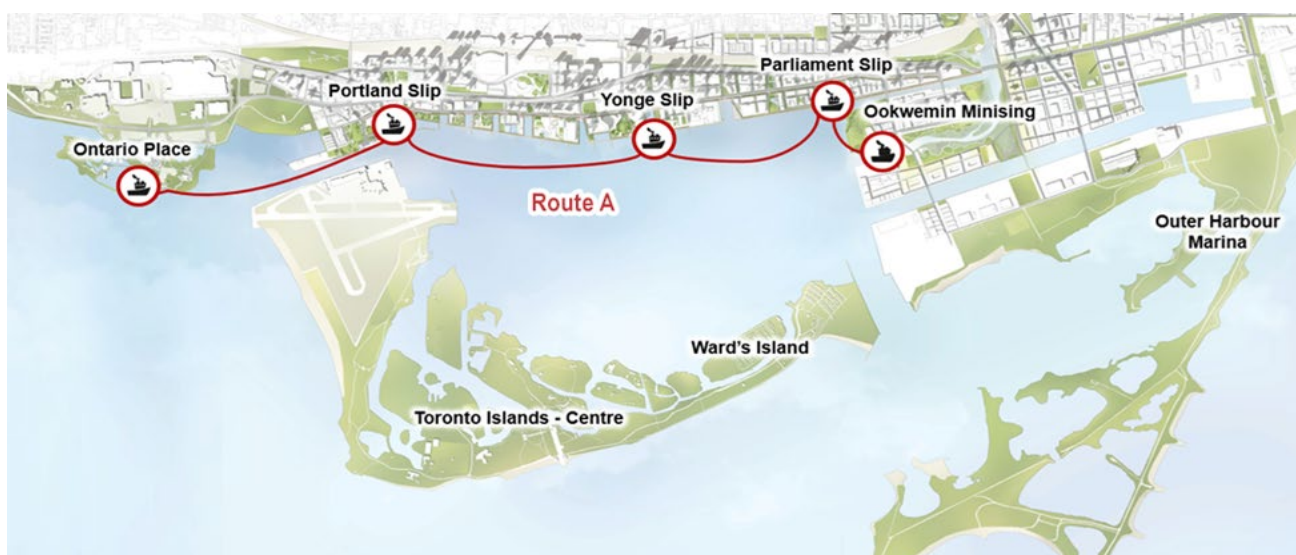 Parliament Slip
Portland Slip
Yonge Slip
Ookwemin Minising
Ontario Place
Route A
Outer Harbour
Marina
Ward's Island
Toronto Islands - Centre